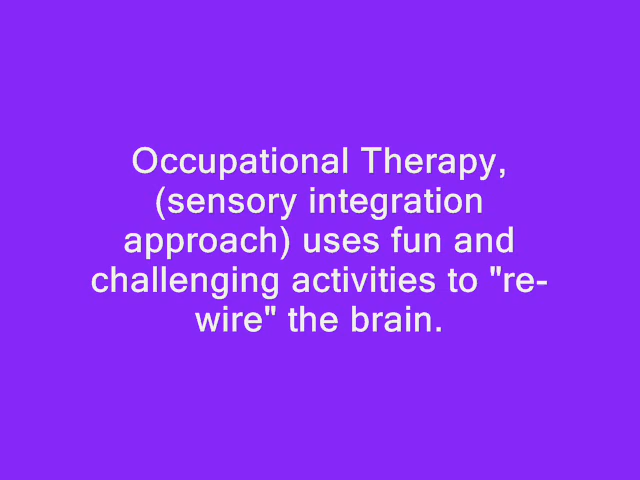 Occupational Therapy,
(sensory integration
approach) uses fun and
challenging activities to "re-
wire" the brain.